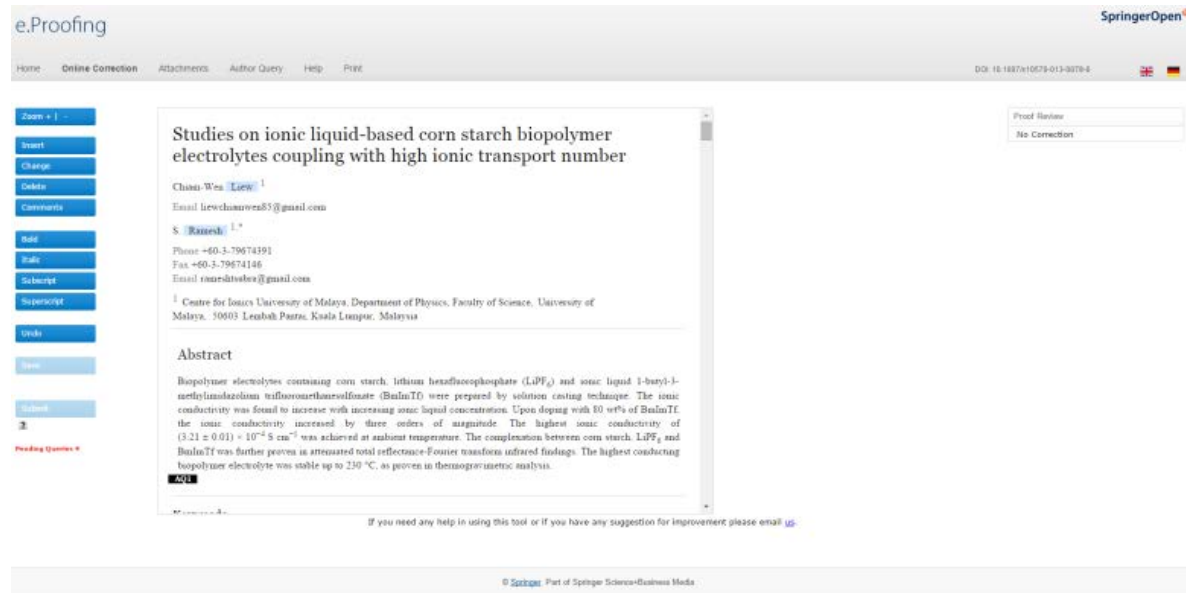 e.Proofing
SpringerOpen
Home Online Correction Attachments Author Query Help Print
Zoom + | -
Insert
Change
Delete
Comments
Bold
Italic
Subscript
Superscript
Undo
Save
Submit
Pending Queries
Studies on ionic liquid-based corn starch biopolymer
electrolytes coupling with high ionic transport number
Chiam-Wen Liew 1
Email liewchiamwen85@gmail.com
S. Ramesh 1,*
Phone +60-3-79674391
Fax +60-3-79674146
Email rameshtsubra@gmail.com
1 Centre for Ionics University of Malaya, Department of Physics, Faculty of Science, University of
Malaya, 50603 Lembah Pantai, Kuala Lumpur, Malaysia
Abstract
Biopolymer electrolytes containing corn starch, lithium hexafluorophosphate (LiPF6) and ionic liquid 1-butyl-3-
methylimidazolium trifluoromethanesulfonate (BmImTf) were prepared by solution casting technique. The ionic
conductivity was found to increase with increasing ionic liquid concentration. Upon doping with 80 wt% of BmImTf,
the ionic conductivity increased by three orders of magnitude. The highest ionic conductivity of
(3.21 ± 0.01) × 10−4 S cm−1 was achieved at ambient temperature. The complexation between corn starch, LiPF6 and
BmImTf was further proven in attenuated total reflectance-Fourier transform infrared findings. The highest conducting
biopolymer electrolyte was stable up to 230 °C, as proven in thermogravimetric analysis.
AQ1
Keywords
Proof Review
No Correction
If you need any help in using this tool or if you have any suggestion for improvement please email us.
© Springer Part of Springer Science+Business Media